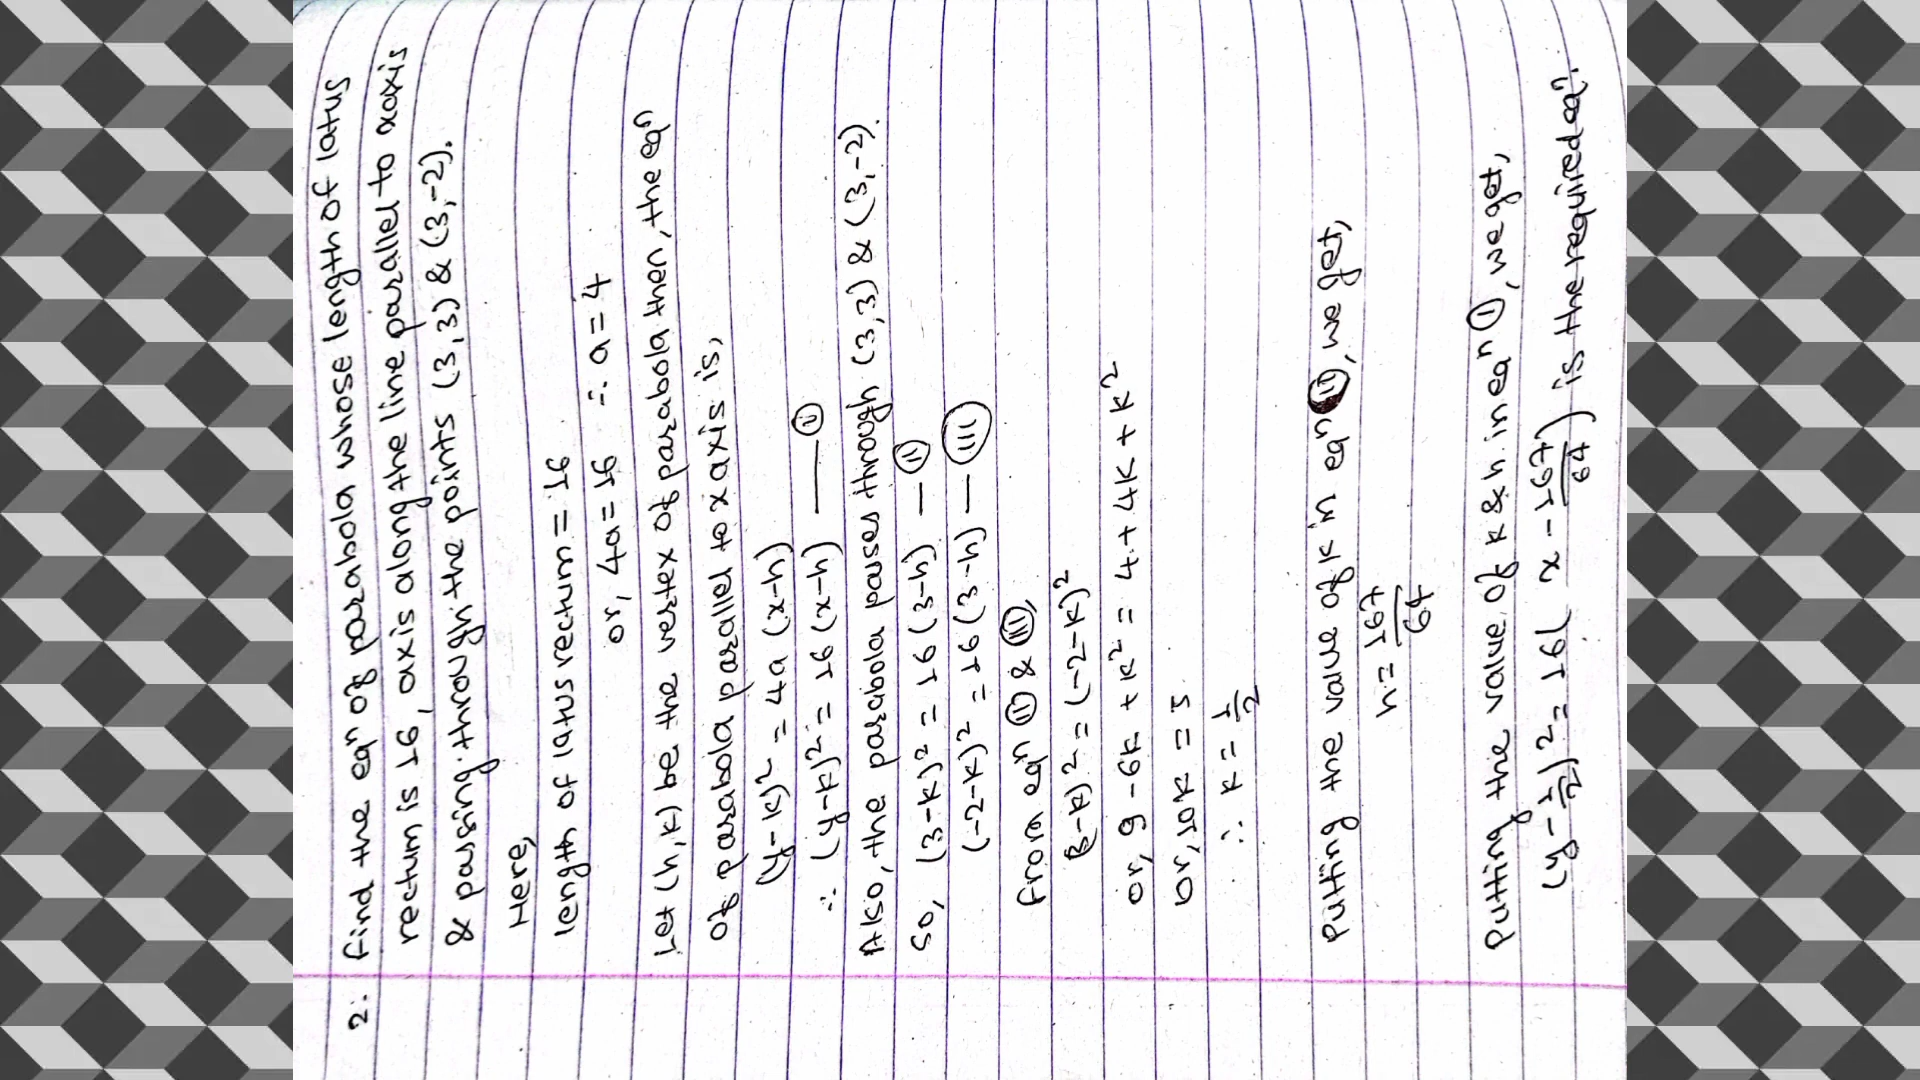 2. Find the eqn of parabola whose length of latus
rectum is 16, axis along the line parallel to xaxis
& passing through the points (3,3) & (3,-2).
Here,
length of latus rectum = 16
or, 4a = 16 ∴ a = 4
Let (h,k) be the vertex of parabola then, the eqⁿ
of parabola parallel to x axis is,
(y-k)² = 4a (x-h)
∴ (y-k)² = 16 (x-h) — (i)
Also, the parabola passes through (3,3) & (3,-2).
So, (3-k)² = 16 (3-h) — (ii)
(-2-k)² = 16 (3-h) — (iii)
From eqⁿ (ii) & (iii),
(3-k)² = (-2-k)²
or, 9 - 6k + k² = 4 + 4k + k²
or, 10k = 5
∴ k = 1/2
Putting the value of k in eqⁿ (ii), we get,
h = 167/64
Putting the value of k & h in eqⁿ (i), we get,
(y - 1/2)² = 16( x - 167/64 ) is the required eqⁿ.